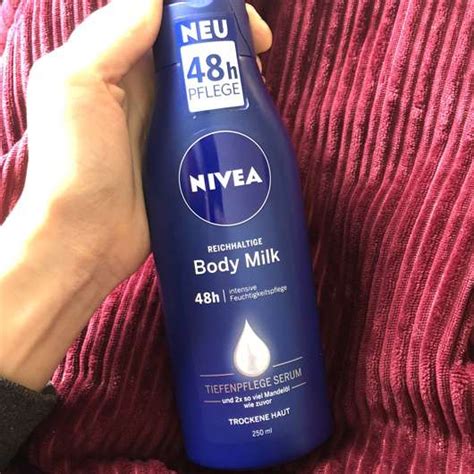 NEU
48h
PFLEGE
NIVEA
REICHHALTIGE
Body Milk
48h | intensive
Feuchtigkeitspflege
TIEFENPFLEGE SERUM
und 2x so viel Mandelöl
wie zuvor
TROCKENE HAUT
250 ml